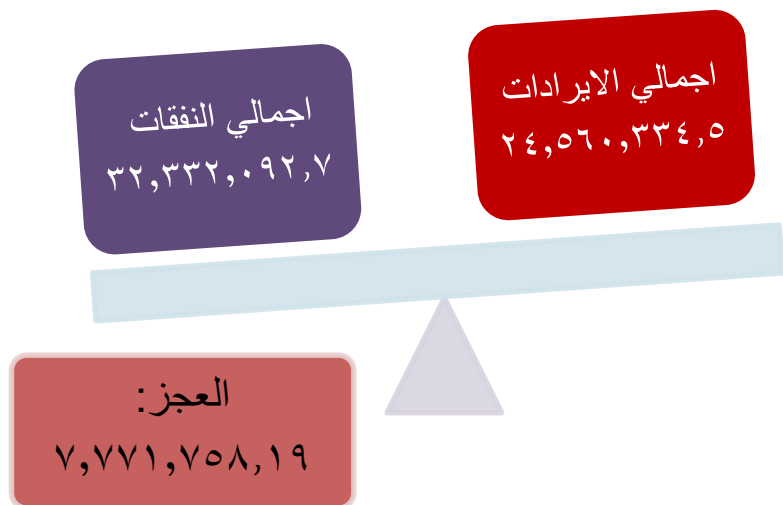 اجمالي الايرادات
٢٤,٥٦٠,٣٣٤,٥
اجمالي النفقات
٣٢,٣٣٢,٠٩٢,٧
العجز:
٧,٧٧١,٧٥٨,١٩